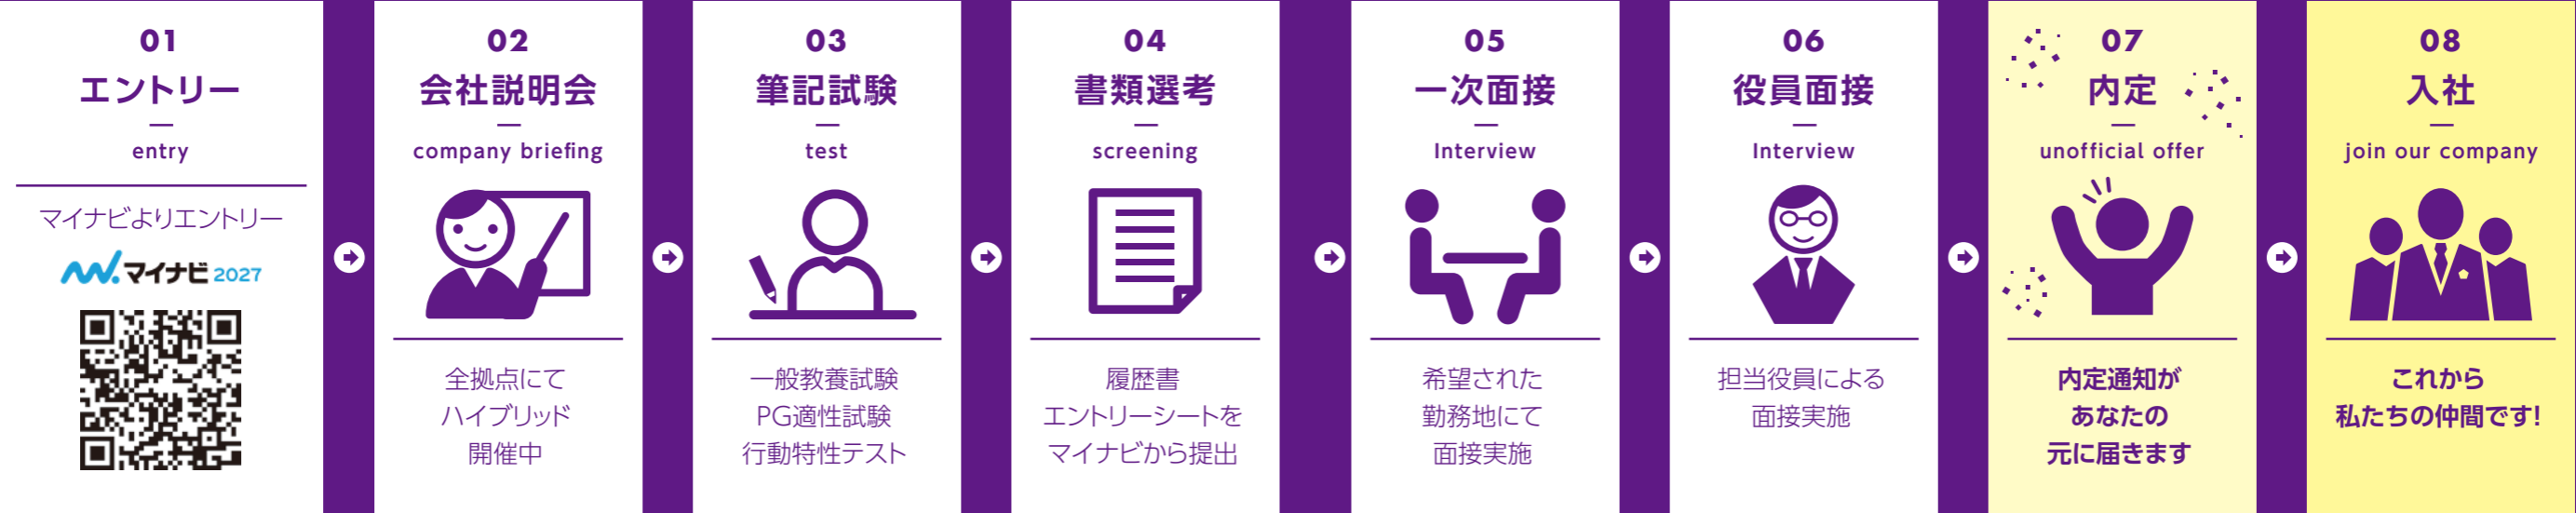 01
エントリー
entry
マイナビよりエントリー
マイナビ 2027
02
会社説明会
company briefing
全拠点にて
ハイブリッド
開催中
03
筆記試験
test
一般教養試験
PG適性試験
行動特性テスト
04
書類選考
screening
履歴書
エントリーシートを
マイナビから提出
05
一次面接
Interview
希望された
勤務地にて
面接実施
06
役員面接
Interview
担当役員による
面接実施
07
内定
unofficial offer
内定通知が
あなたの
元に届きます
08
入社
join our company
これから
私たちの仲間です!